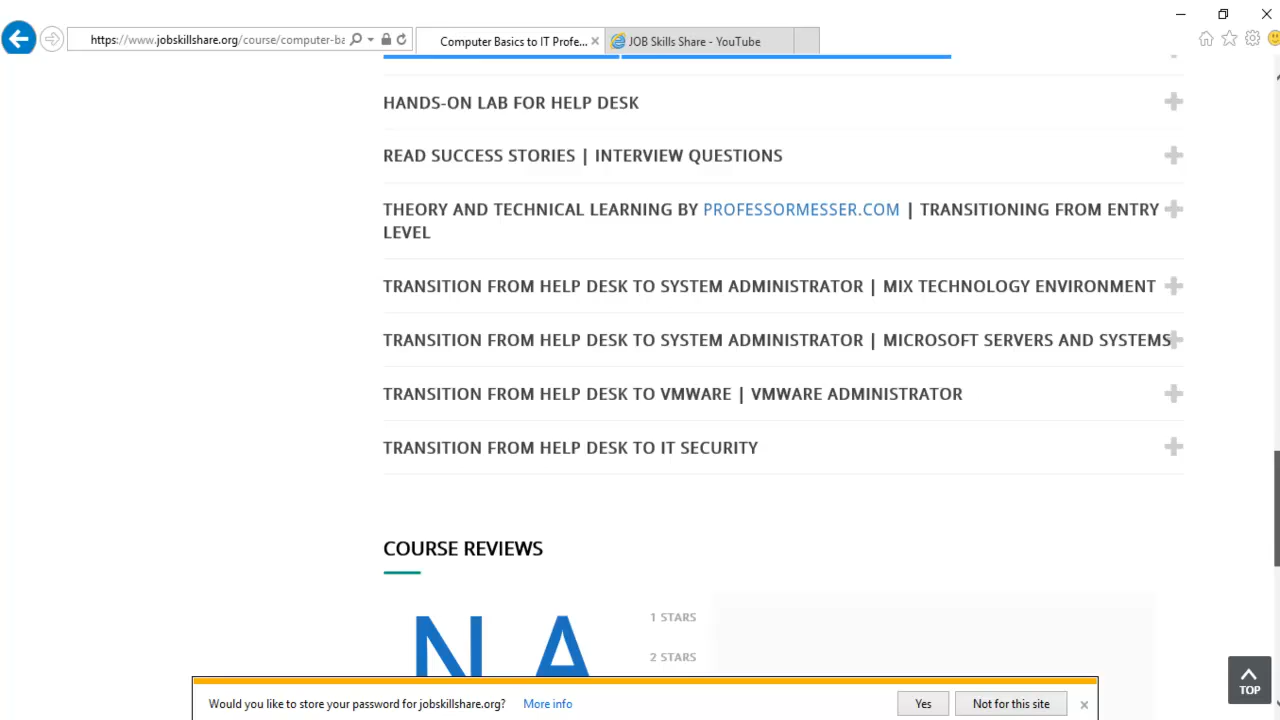 https://www.jobskillshare.org/course/computer-ba
Computer Basics to IT Profe...
JOB Skills Share - YouTube
HANDS-ON LAB FOR HELP DESK
READ SUCCESS STORIES | INTERVIEW QUESTIONS
THEORY AND TECHNICAL LEARNING BY PROFESSORMESSER.COM | TRANSITIONING FROM ENTRY
LEVEL
TRANSITION FROM HELP DESK TO SYSTEM ADMINISTRATOR | MIX TECHNOLOGY ENVIRONMENT
TRANSITION FROM HELP DESK TO SYSTEM ADMINISTRATOR | MICROSOFT SERVERS AND SYSTEMS
TRANSITION FROM HELP DESK TO VMWARE | VMWARE ADMINISTRATOR
TRANSITION FROM HELP DESK TO IT SECURITY
COURSE REVIEWS
N A
1 STARS
2 STARS
TOP
Would you like to store your password for jobskillshare.org? More info Yes Not for this site